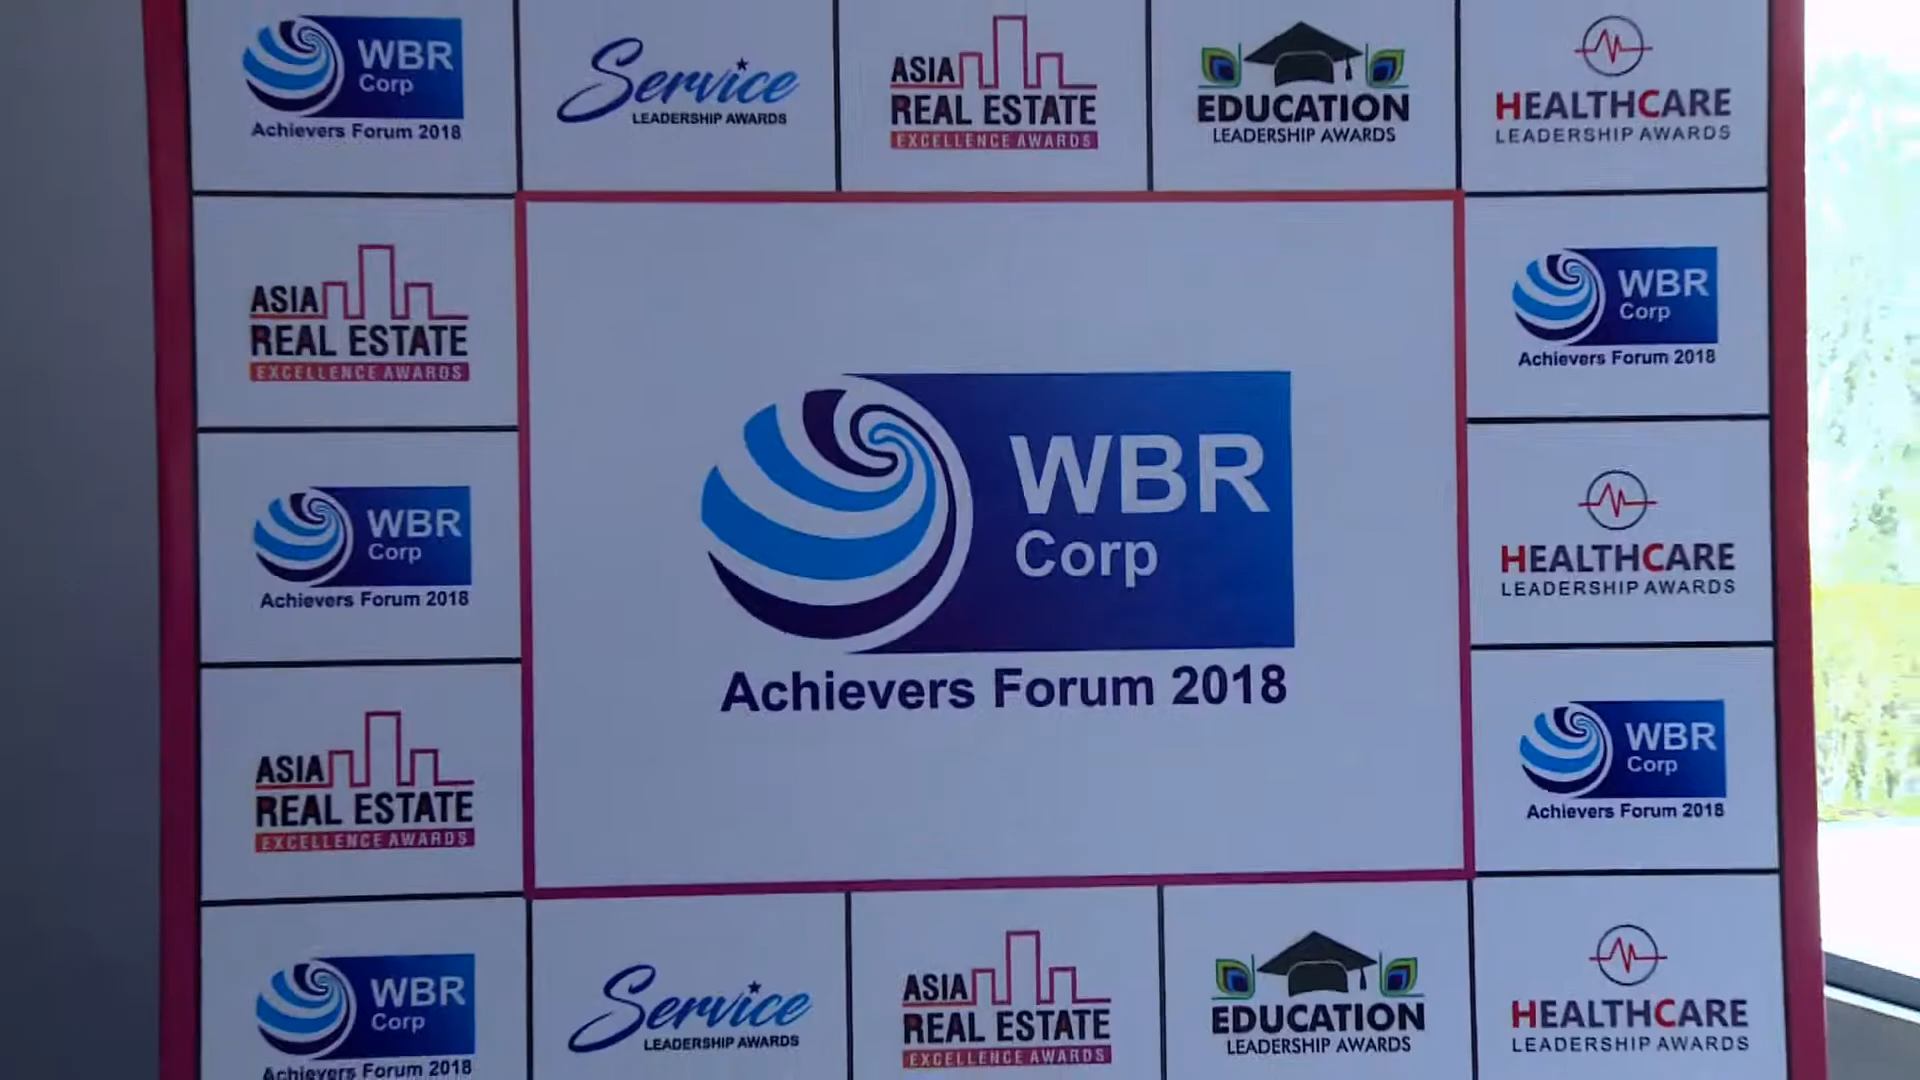 WBR
Corp
Achievers Forum 2018
Service
LEADERSHIP AWARDS
ASIA
REAL ESTATE
EXCELLENCE AWARDS
EDUCATION
LEADERSHIP AWARDS
HEALTHCARE
LEADERSHIP AWARDS
ASIA
REAL ESTATE
EXCELLENCE AWARDS
WBR
Corp
Achievers Forum 2018
WBR
Corp
Achievers Forum 2018
WBR
Corp
Achievers Forum 2018
HEALTHCARE
LEADERSHIP AWARDS
ASIA
REAL ESTATE
EXCELLENCE AWARDS
WBR
Corp
Achievers Forum 2018
WBR
Corp
Achievers Forum 2018
Service
LEADERSHIP AWARDS
ASIA
REAL ESTATE
EXCELLENCE AWARDS
EDUCATION
LEADERSHIP AWARDS
HEALTHCARE
LEADERSHIP AWARDS